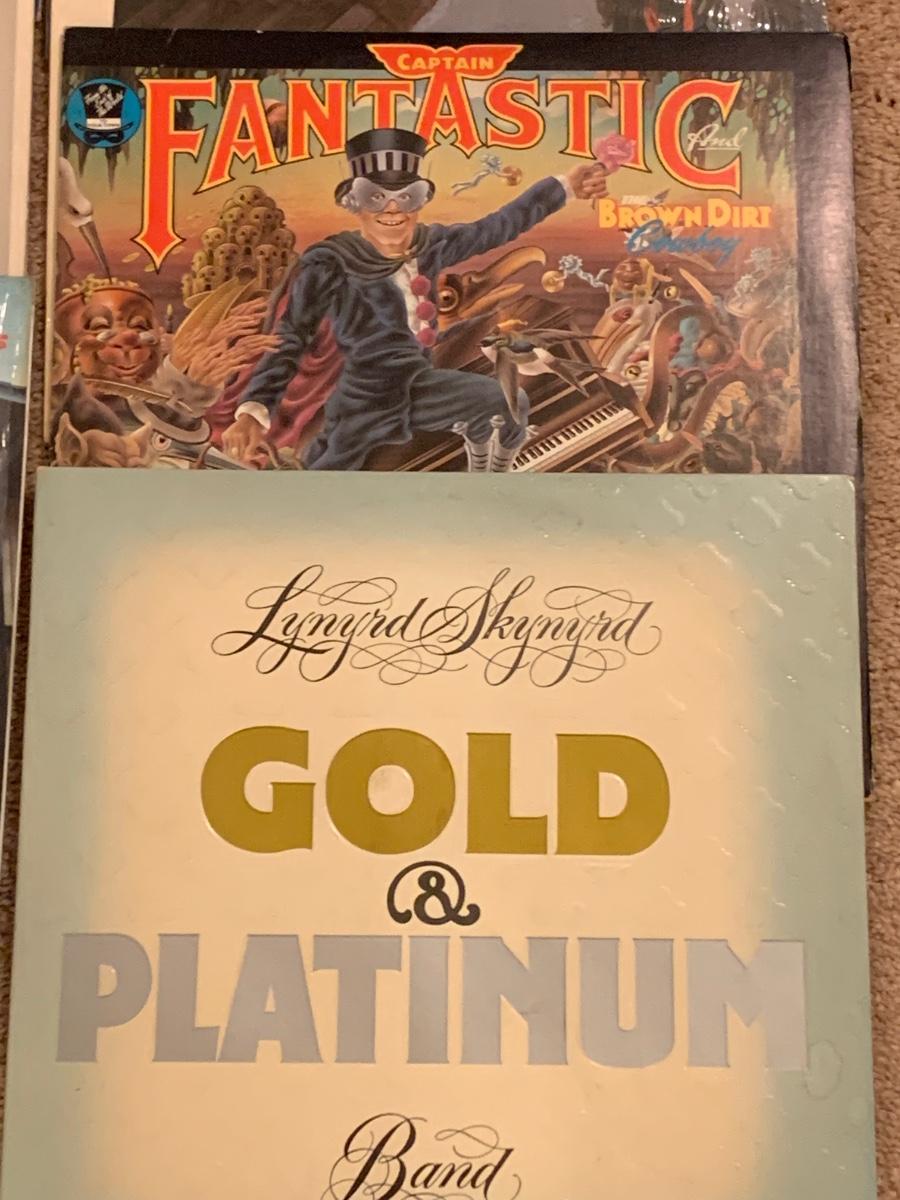 CAPTAIN
FANTASTIC
And
THE
BROWN DIRT
Cowboy
Lynyrd Skynyrd
GOLD
&
PLATINUM
Band